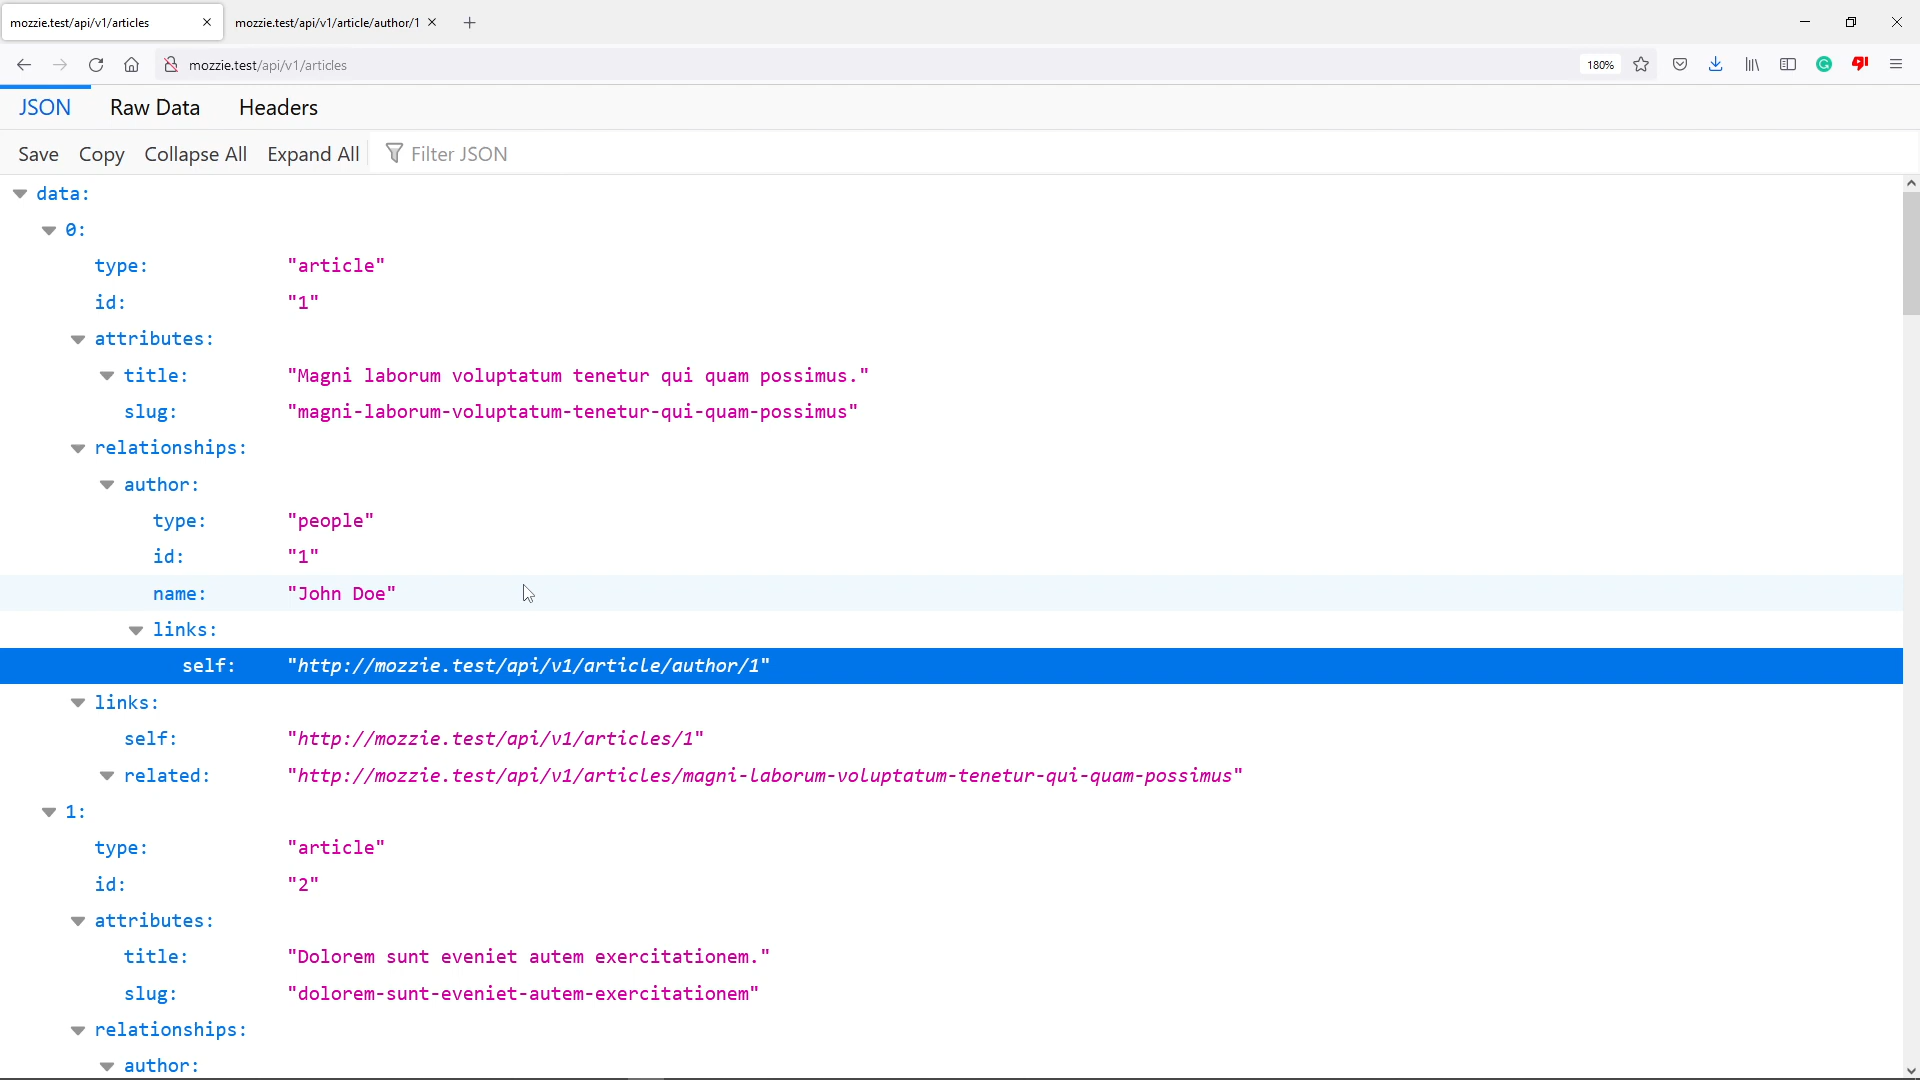 mozzie.test/api/v1/articles
mozzie.test/api/v1/article/author/1
mozzie.test/api/v1/articles
180%
JSON
Raw Data
Headers
Save
Copy
Collapse All
Expand All
Filter JSON
data:
0:
type: "article"
id: "1"
attributes:
title: "Magni laborum voluptatum tenetur qui quam possimus."
slug: "magni-laborum-voluptatum-tenetur-qui-quam-possimus"
relationships:
author:
type: "people"
id: "1"
name: "John Doe"
links:
self: "http://mozzie.test/api/v1/article/author/1"
links:
self: "http://mozzie.test/api/v1/articles/1"
related: "http://mozzie.test/api/v1/articles/magni-laborum-voluptatum-tenetur-qui-quam-possimus"
1:
type: "article"
id: "2"
attributes:
title: "Dolorem sunt eveniet autem exercitationem."
slug: "dolorem-sunt-eveniet-autem-exercitationem"
relationships:
author: